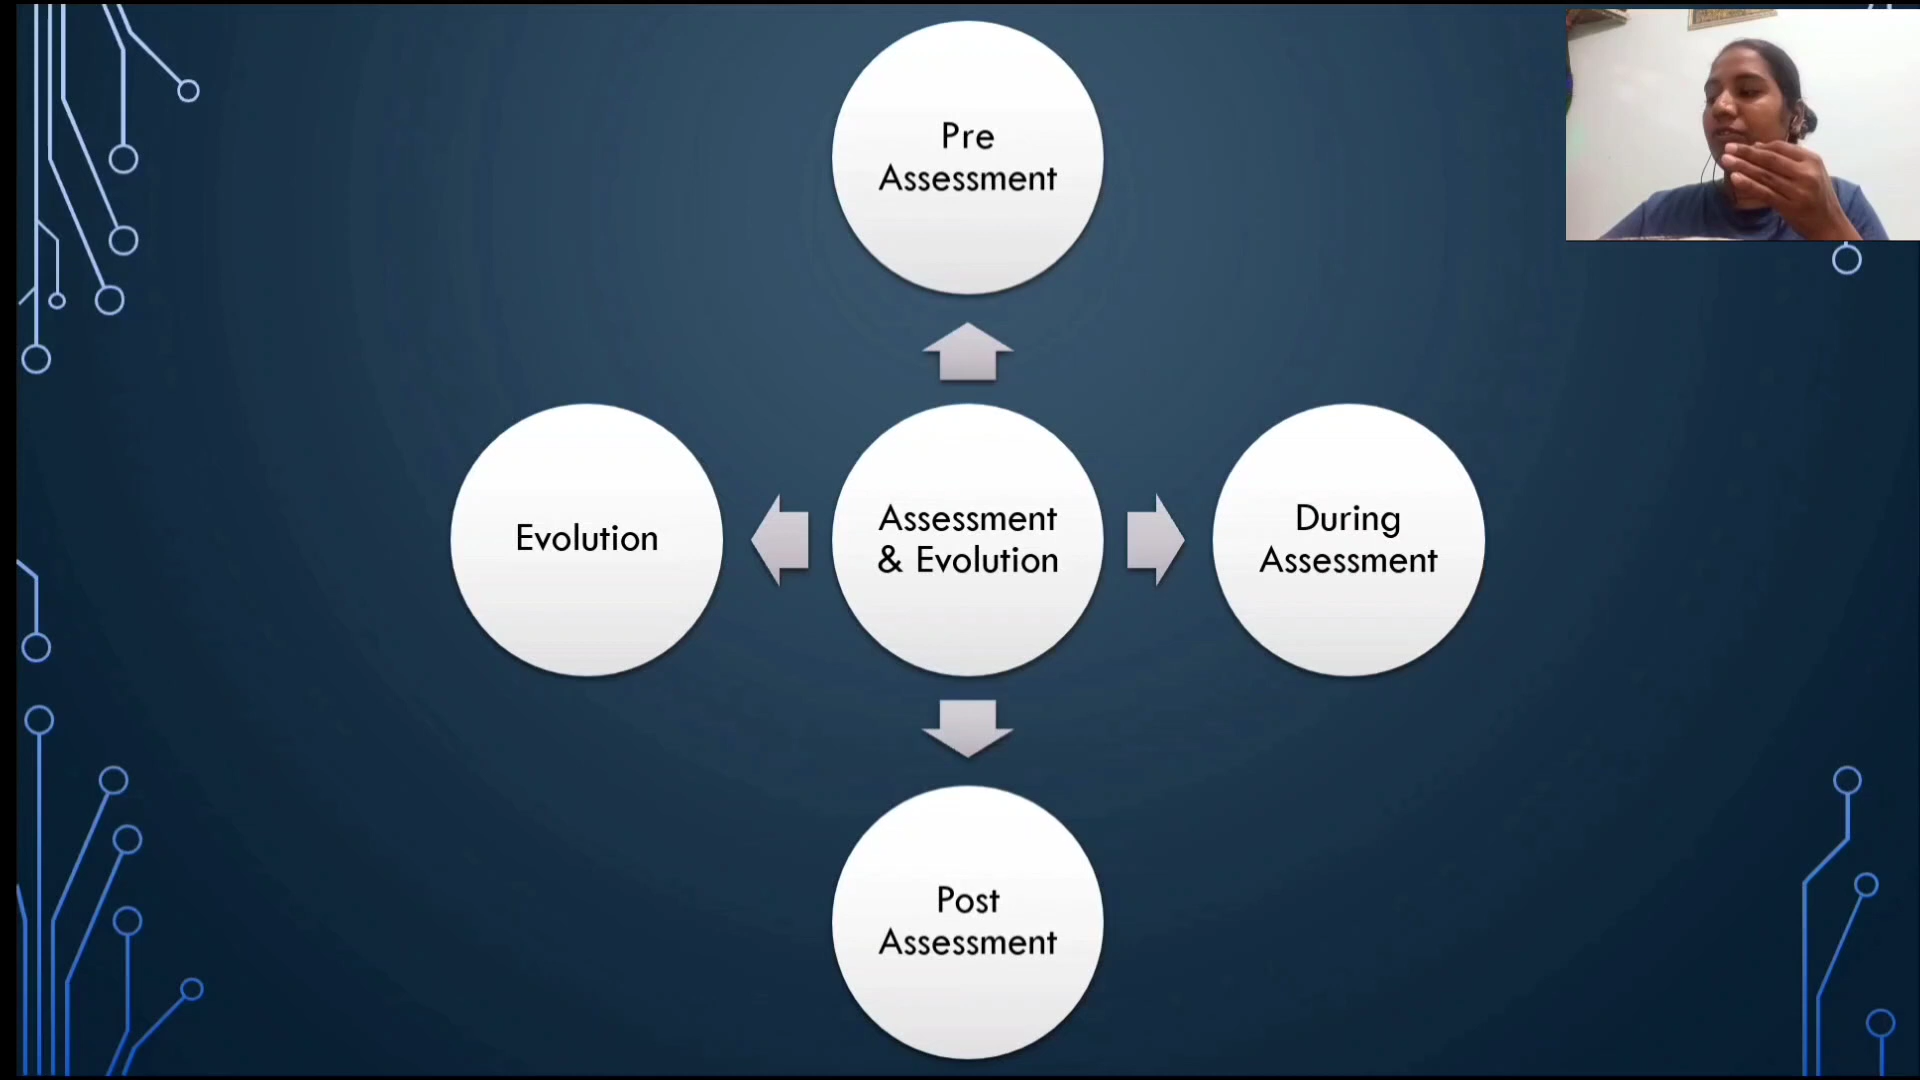 Pre
Assessment
Evolution
Assessment
& Evolution
During
Assessment
Post
Assessment